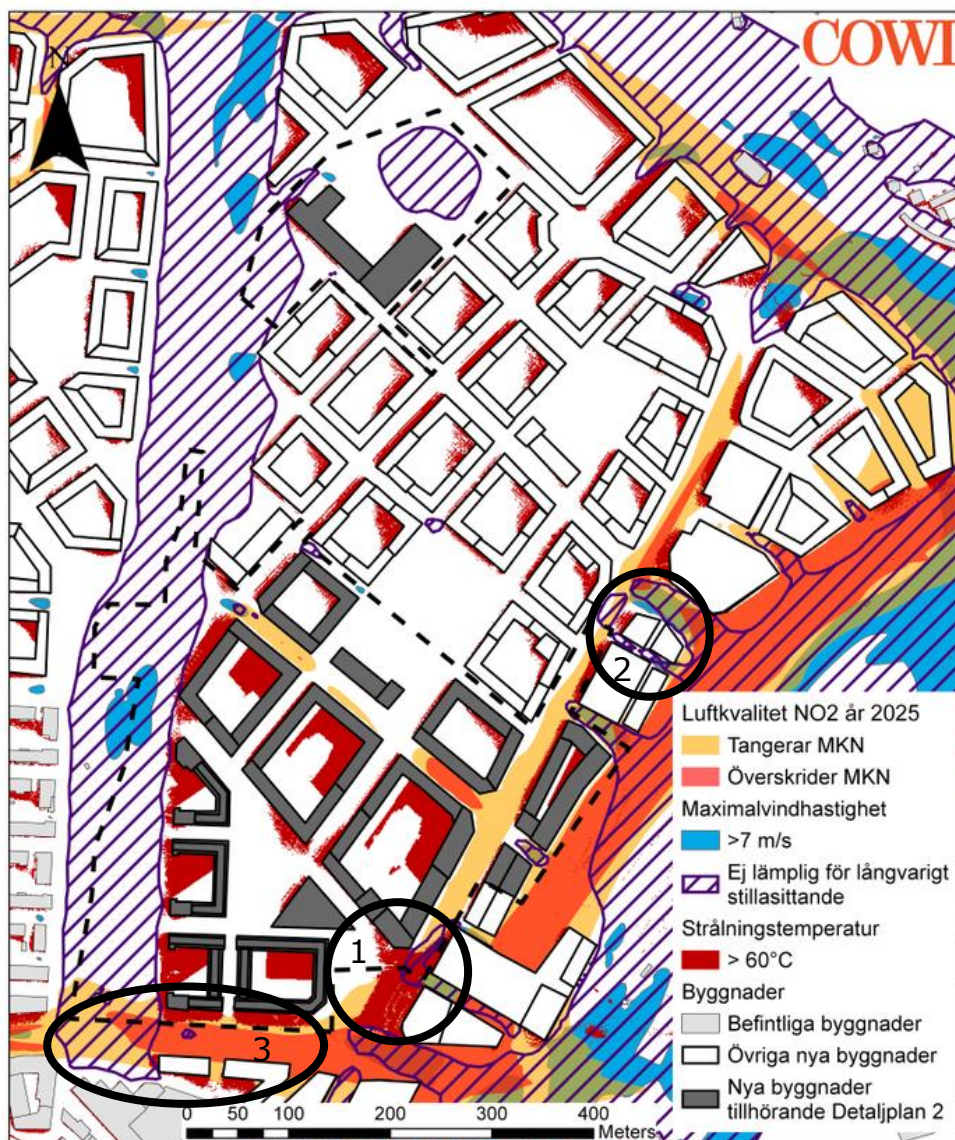 COWI
N
2
1
3
Luftkvalitet NO2 år 2025
Tangerar MKN
Överskrider MKN
Maximalvindhastighet
>7 m/s
Ej lämplig för långvarigt
stillasittande
Strålningstemperatur
> 60°C
Byggnader
Befintliga byggnader
Övriga nya byggnader
Nya byggnader
tillhörande Detaljplan 2
0 50 100 200 300 400
Meters